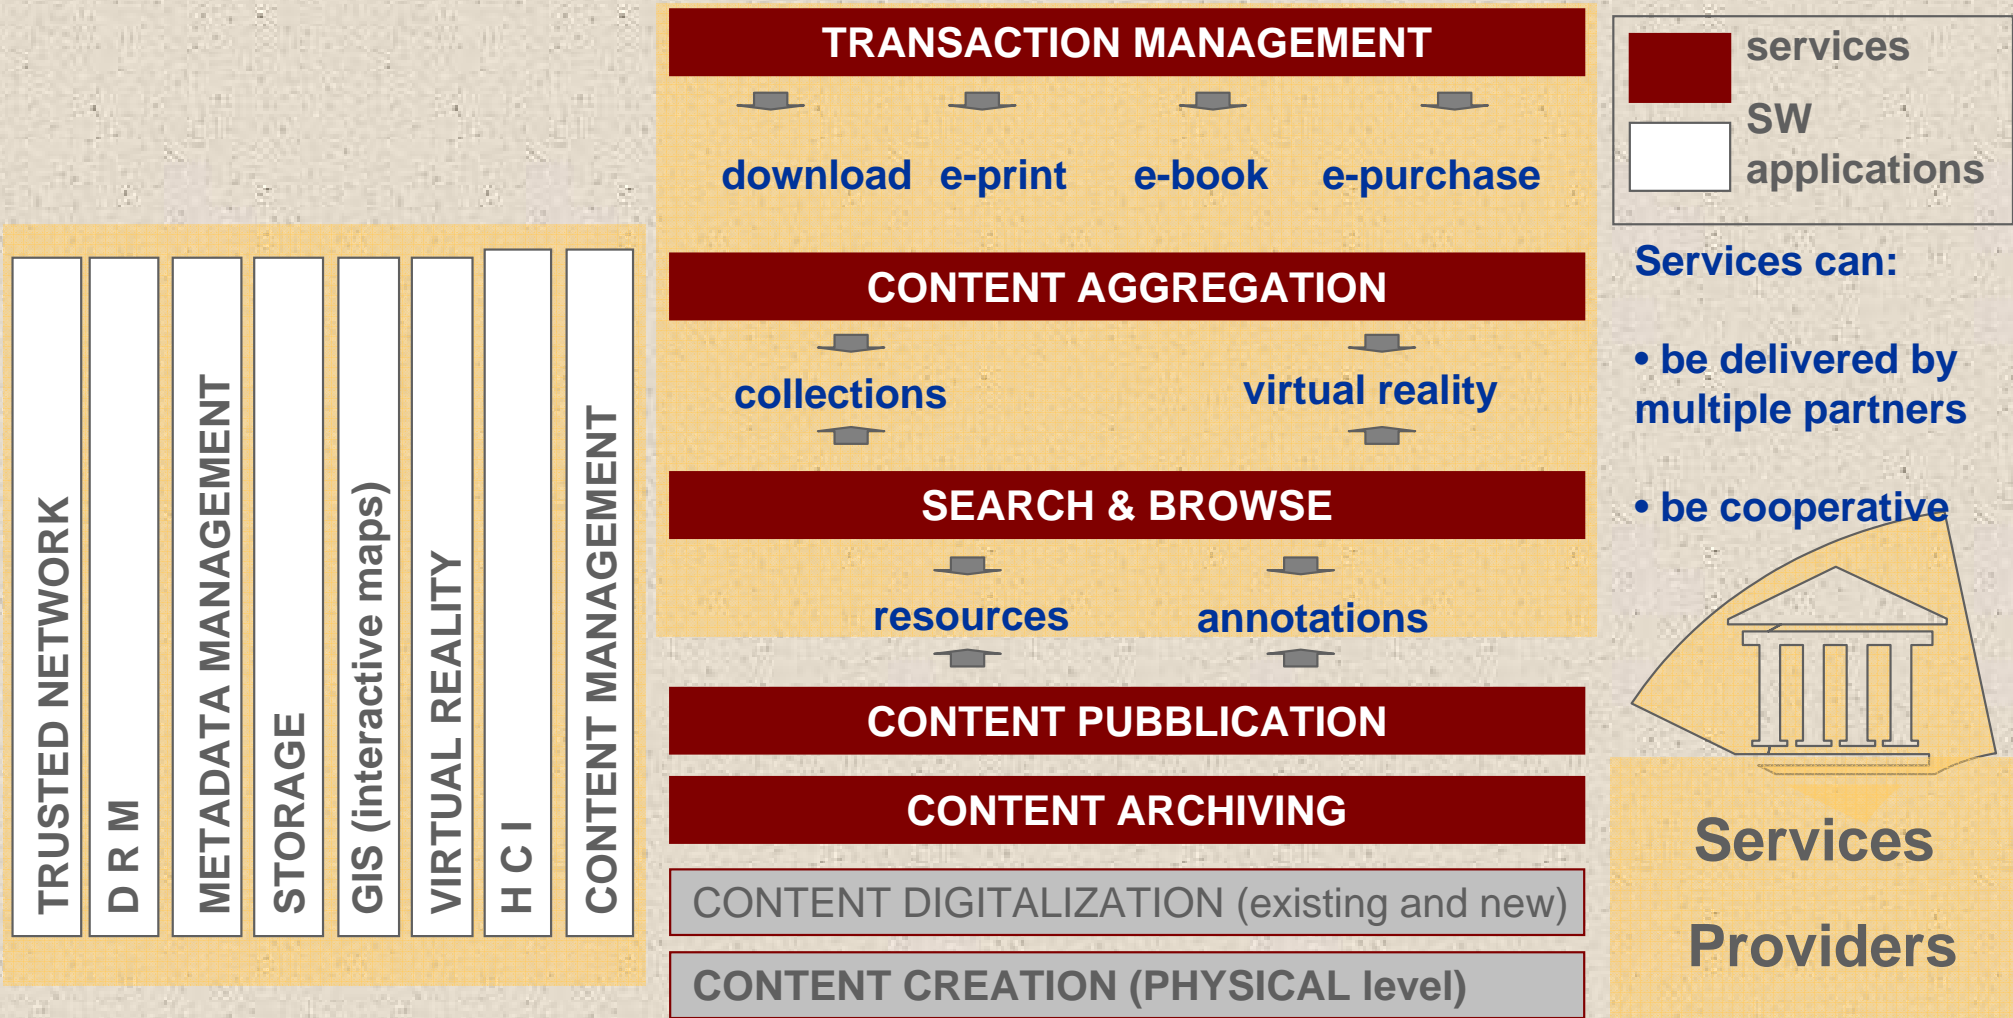 TRANSACTION MANAGEMENT
download e-print e-book e-purchase
CONTENT AGGREGATION
collections virtual reality
SEARCH & BROWSE
resources annotations
CONTENT PUBBLICATION
CONTENT ARCHIVING
CONTENT DIGITALIZATION (existing and new)
CONTENT CREATION (PHYSICAL level)
TRUSTED NETWORK
D R M
METADATA MANAGEMENT
STORAGE
GIS (interactive maps)
VIRTUAL REALITY
H C I
CONTENT MANAGEMENT
services
SW
applications
Services can:
• be delivered by
multiple partners
• be cooperative
Services
Providers